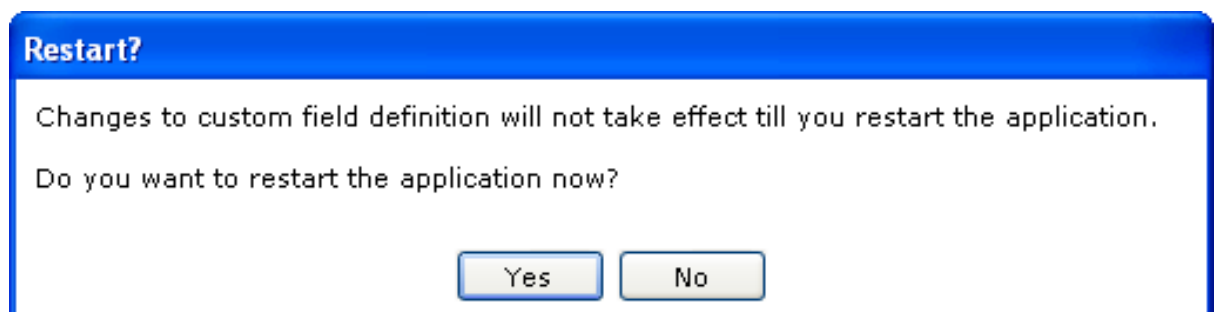 Restart?
Changes to custom field definition will not take effect till you restart the application.
Do you want to restart the application now?
Yes No